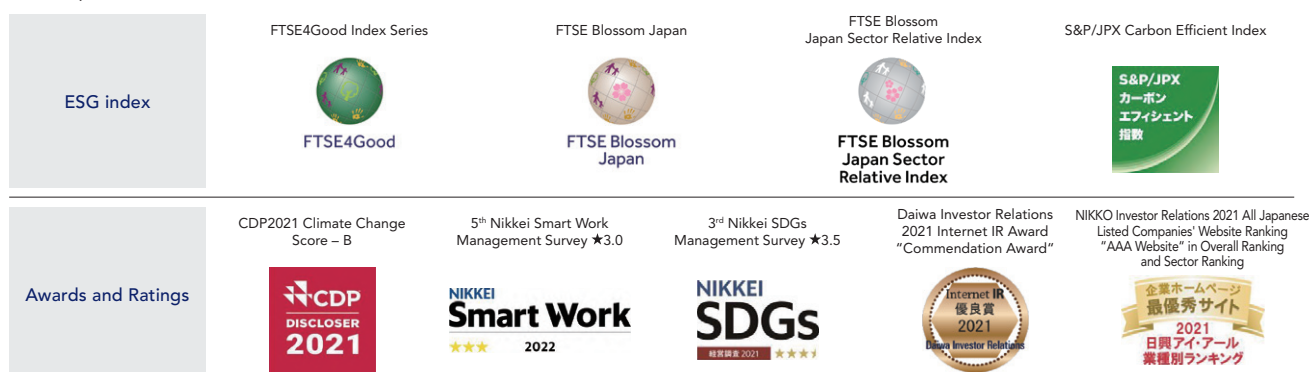 ESG index
FTSE4Good Index Series
FTSE4Good
FTSE Blossom Japan
FTSE Blossom
Japan
FTSE Blossom
Japan Sector Relative Index
FTSE Blossom
Japan Sector
Relative Index
S&P/JPX Carbon Efficient Index
S&P/JPX
カーボン
エフィシェント
指数
Awards and Ratings
CDP2021 Climate Change
Score – B
CDP
DISCLOSER
2021
5th Nikkei Smart Work
Management Survey ★3.0
NIKKEI
Smart Work
★★★ 2022
3rd Nikkei SDGs
Management Survey ★3.5
NIKKEI
SDGs
経営調査 2021
Daiwa Investor Relations
2021 Internet IR Award
“Commendation Award”
Internet IR
優良賞
2021
Daiwa Investor Relations
NIKKO Investor Relations 2021 All Japanese
Listed Companies' Website Ranking
“AAA Website” in Overall Ranking
and Sector Ranking
企業ホームページ
最優秀サイト
2021
日興アイ・アール
業種別ランキング